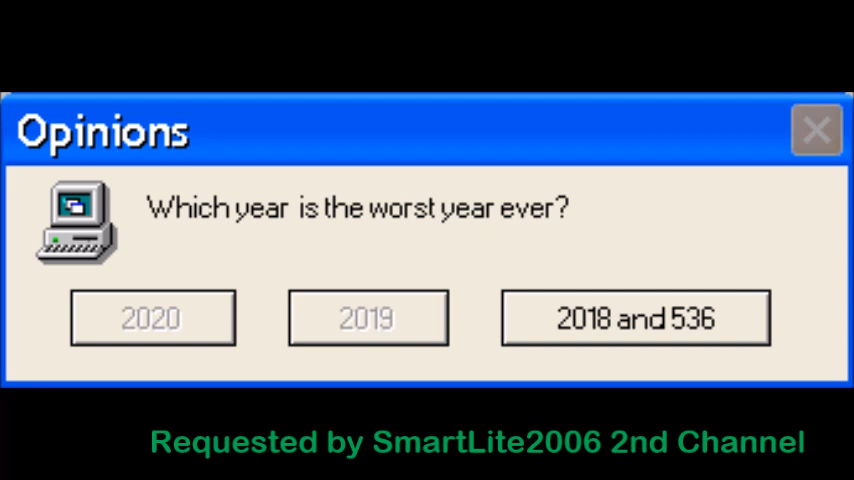 Opinions
Which year is the worst year ever?
2020 2019 2018 and 536
Requested by SmartLite2006 2nd Channel